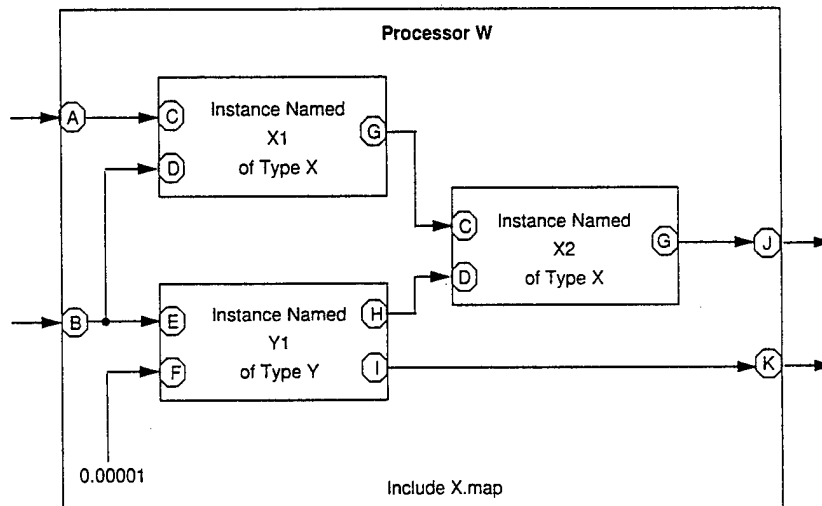 Processor W
A
C
Instance Named
X1
of Type X
G
D
C
Instance Named
X2
of Type X
G
J
D
B
E
Instance Named
Y1
of Type Y
H
F
I
K
0.00001
Include X.map